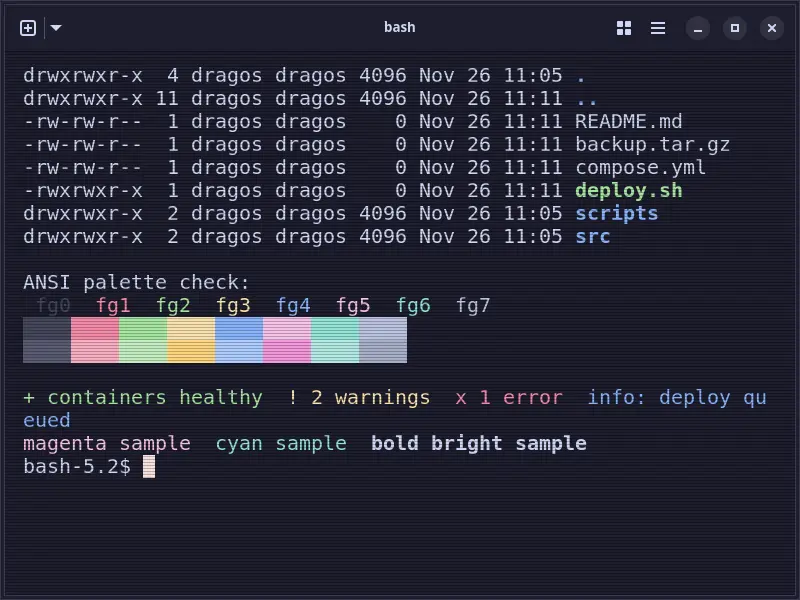 bash
drwxrwxr-x  4 dragos dragos 4096 Nov 26 11:05 .
drwxrwxr-x 11 dragos dragos 4096 Nov 26 11:11 ..
-rw-rw-r--  1 dragos dragos    0 Nov 26 11:11 README.md
-rw-rw-r--  1 dragos dragos    0 Nov 26 11:11 backup.tar.gz
-rw-rw-r--  1 dragos dragos    0 Nov 26 11:11 compose.yml
-rwxrwxr-x  1 dragos dragos    0 Nov 26 11:11 deploy.sh
drwxrwxr-x  2 dragos dragos 4096 Nov 26 11:05 scripts
drwxrwxr-x  2 dragos dragos 4096 Nov 26 11:05 src
ANSI palette check:
 fg0  fg1  fg2  fg3  fg4  fg5  fg6  fg7
+ containers healthy  ! 2 warnings  x 1 error  info: deploy qu
eued
magenta sample  cyan sample  bold bright sample
bash-5.2$